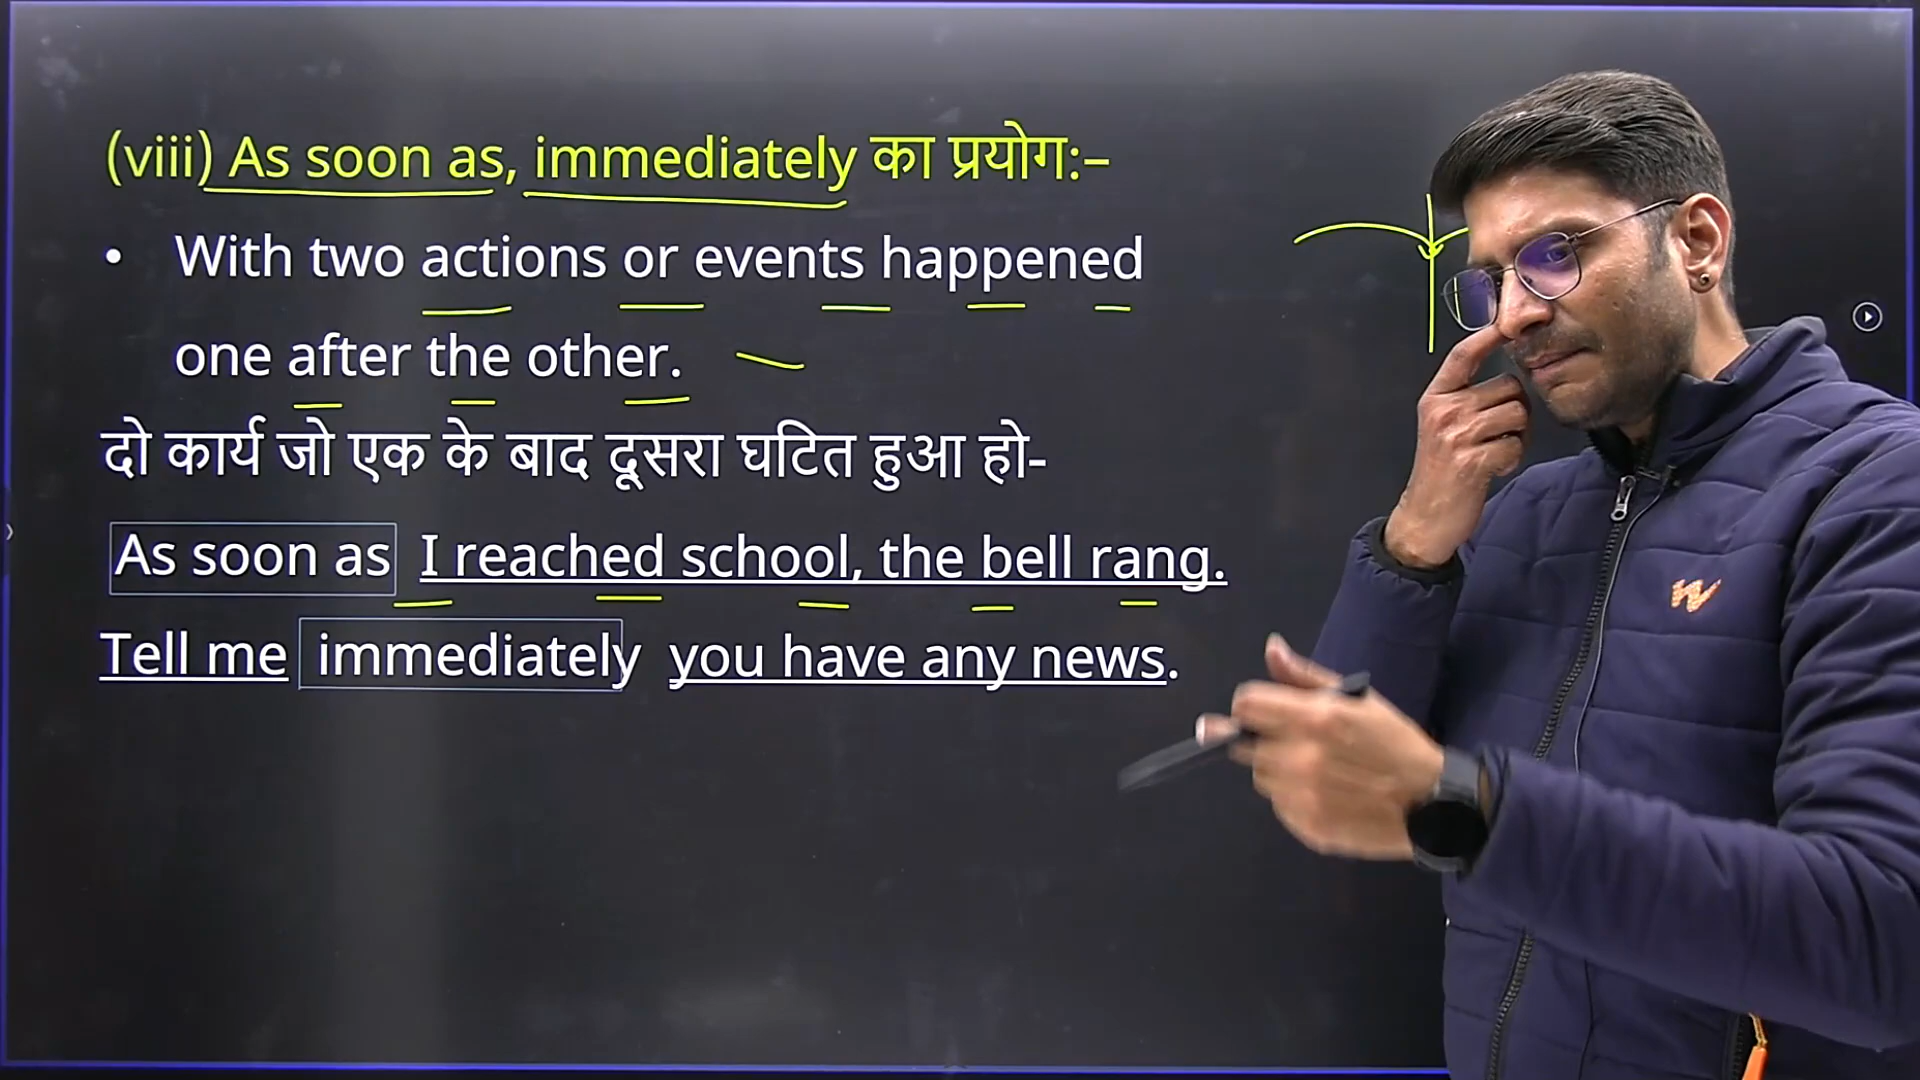 (viii) As soon as, immediately का प्रयोग:–
• With two actions or events happened
one after the other.
दो कार्य जो एक के बाद दूसरा घटित हुआ हो-
As soon as I reached school, the bell rang.
Tell me immediately you have any news.